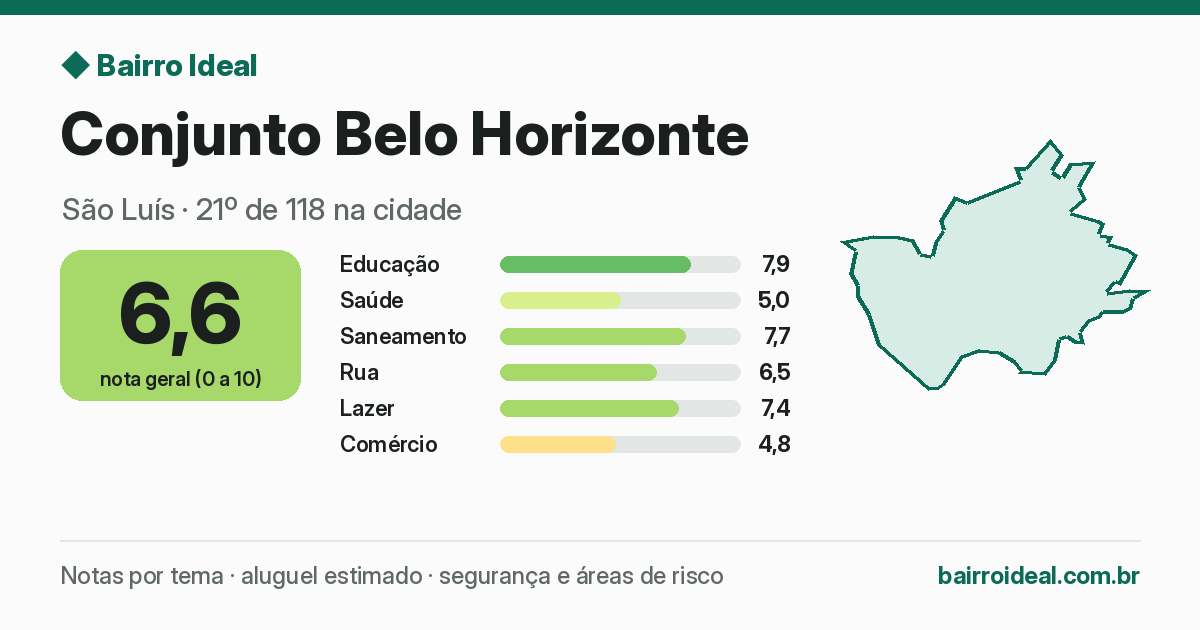 Bairro Ideal
Conjunto Belo Horizonte
São Luís · 21º de 118 na cidade
6,6
nota geral (0 a 10)
Educação 7,9
Saúde 5,0
Saneamento 7,7
Rua 6,5
Lazer 7,4
Comércio 4,8
Notas por tema · aluguel estimado · segurança e áreas de risco
bairroideal.com.br